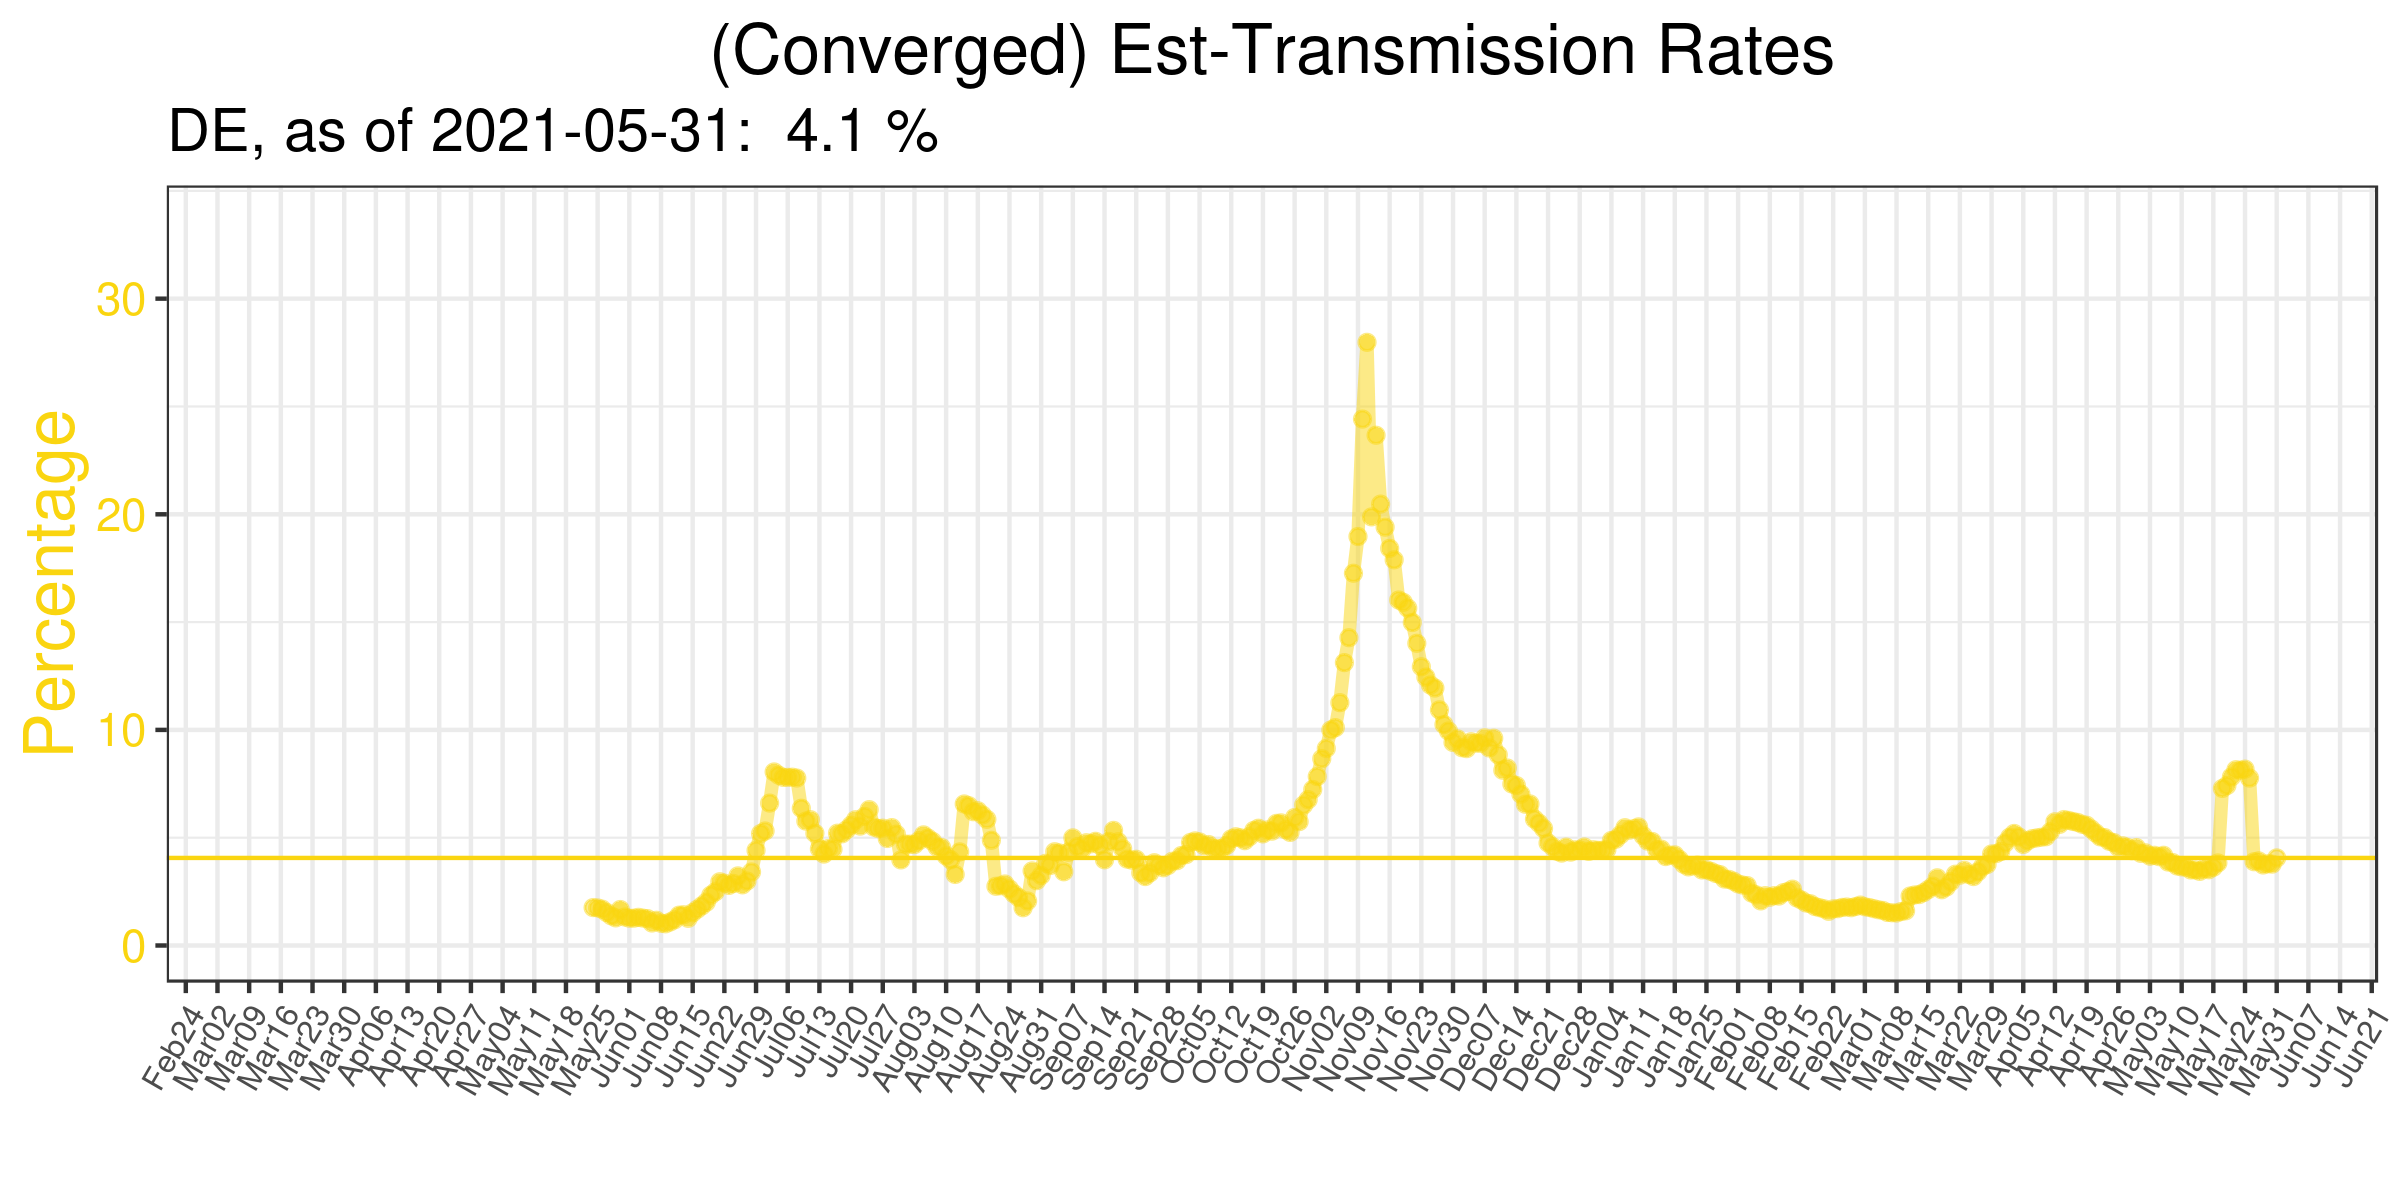 (Converged) Est-Transmission Rates
DE, as of 2021-05-31:  4.1 %
Percentage
30
20
10
0
Feb24
Mar02
Mar09
Mar16
Mar23
Mar30
Apr06
Apr13
Apr20
Apr27
May04
May11
May18
May25
Jun01
Jun08
Jun15
Jun22
Jun29
Jul06
Jul13
Jul20
Jul27
Aug03
Aug10
Aug17
Aug24
Aug31
Sep07
Sep14
Sep21
Sep28
Oct05
Oct12
Oct19
Oct26
Nov02
Nov09
Nov16
Nov23
Nov30
Dec07
Dec14
Dec21
Dec28
Jan04
Jan11
Jan18
Jan25
Feb01
Feb08
Feb15
Feb22
Mar01
Mar08
Mar15
Mar22
Mar29
Apr05
Apr12
Apr19
Apr26
May03
May10
May17
May24
May31
Jun07
Jun14
Jun21